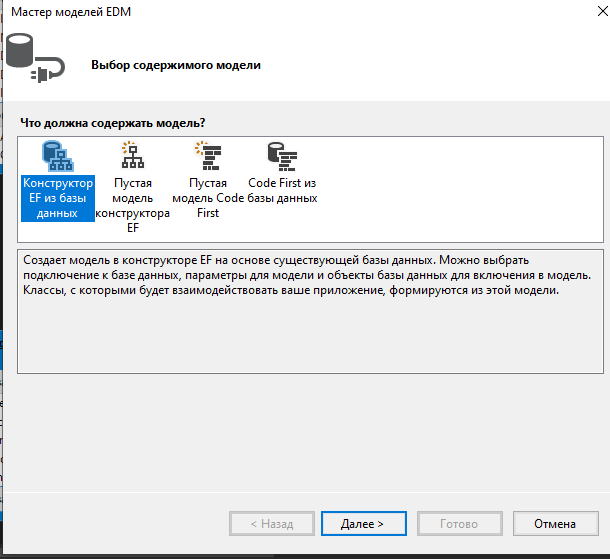 Мастер моделей EDM
Выбор содержимого модели
Что должна содержать модель?
Конструктор
EF из базы
данных
Пустая
модель
конструктора
EF
Пустая
модель Code
First
Code First из
базы данных
Создает модель в конструкторе EF на основе существующей базы данных. Можно выбрать
подключение к базе данных, параметры для модели и объекты базы данных для включения в модель.
Классы, с которыми будет взаимодействовать ваше приложение, формируются из этой модели.
< Назад
Далее >
Готово
Отмена